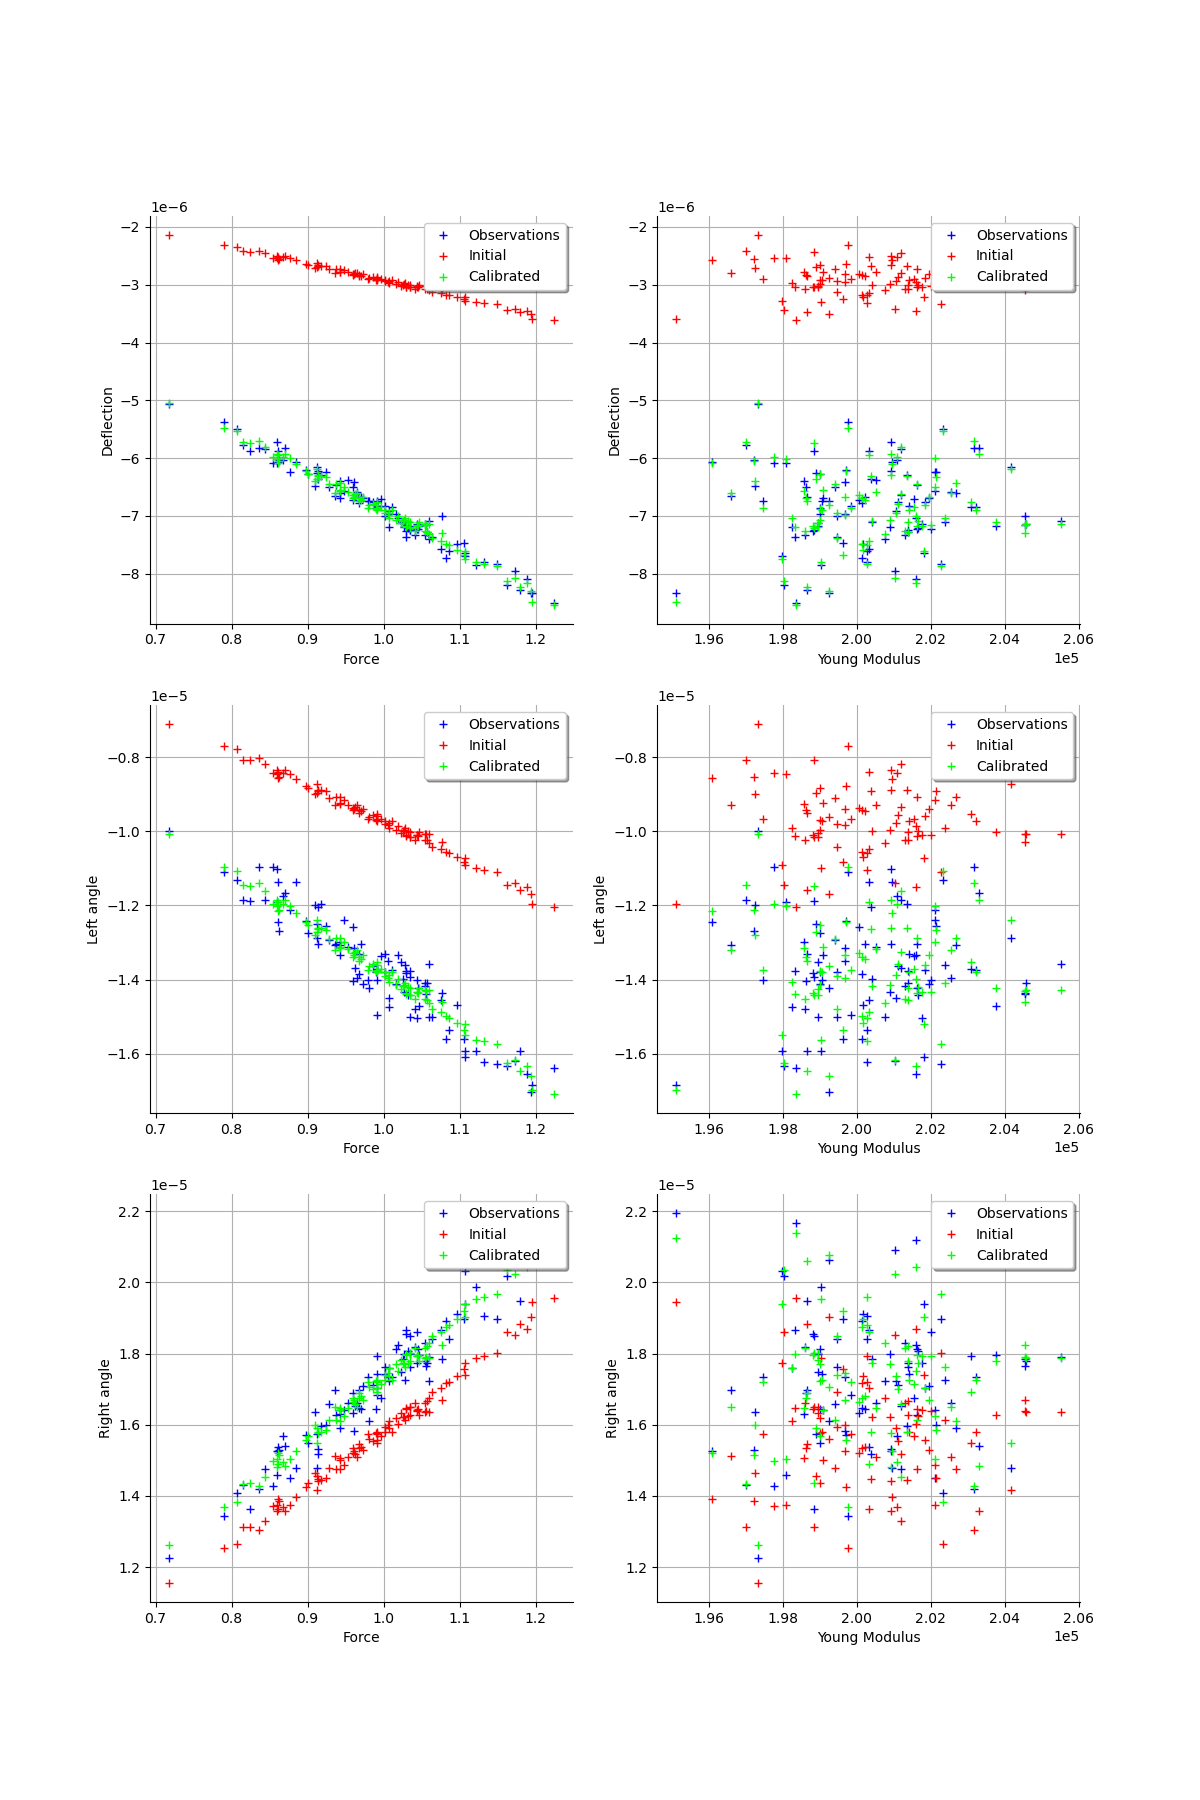 1e−6
−2
−3
−4
−5
−6
−7
−8
Deflection
0.7 0.8 0.9 1.0 1.1 1.2
Force
Observations
Initial
Calibrated
1e−6
−2
−3
−4
−5
−6
−7
−8
Deflection
1.96 1.98 2.00 2.02 2.04 2.06
1e5
Young Modulus
Observations
Initial
Calibrated
1e−5
−0.8
−1.0
−1.2
−1.4
−1.6
Left angle
0.7 0.8 0.9 1.0 1.1 1.2
Force
Observations
Initial
Calibrated
1e−5
−0.8
−1.0
−1.2
−1.4
−1.6
Left angle
1.96 1.98 2.00 2.02 2.04 2.06
1e5
Young Modulus
Observations
Initial
Calibrated
1e−5
2.2
2.0
1.8
1.6
1.4
1.2
Right angle
0.7 0.8 0.9 1.0 1.1 1.2
Force
Observations
Initial
Calibrated
1e−5
2.2
2.0
1.8
1.6
1.4
1.2
Right angle
1.96 1.98 2.00 2.02 2.04 2.06
1e5
Young Modulus
Observations
Initial
Calibrated